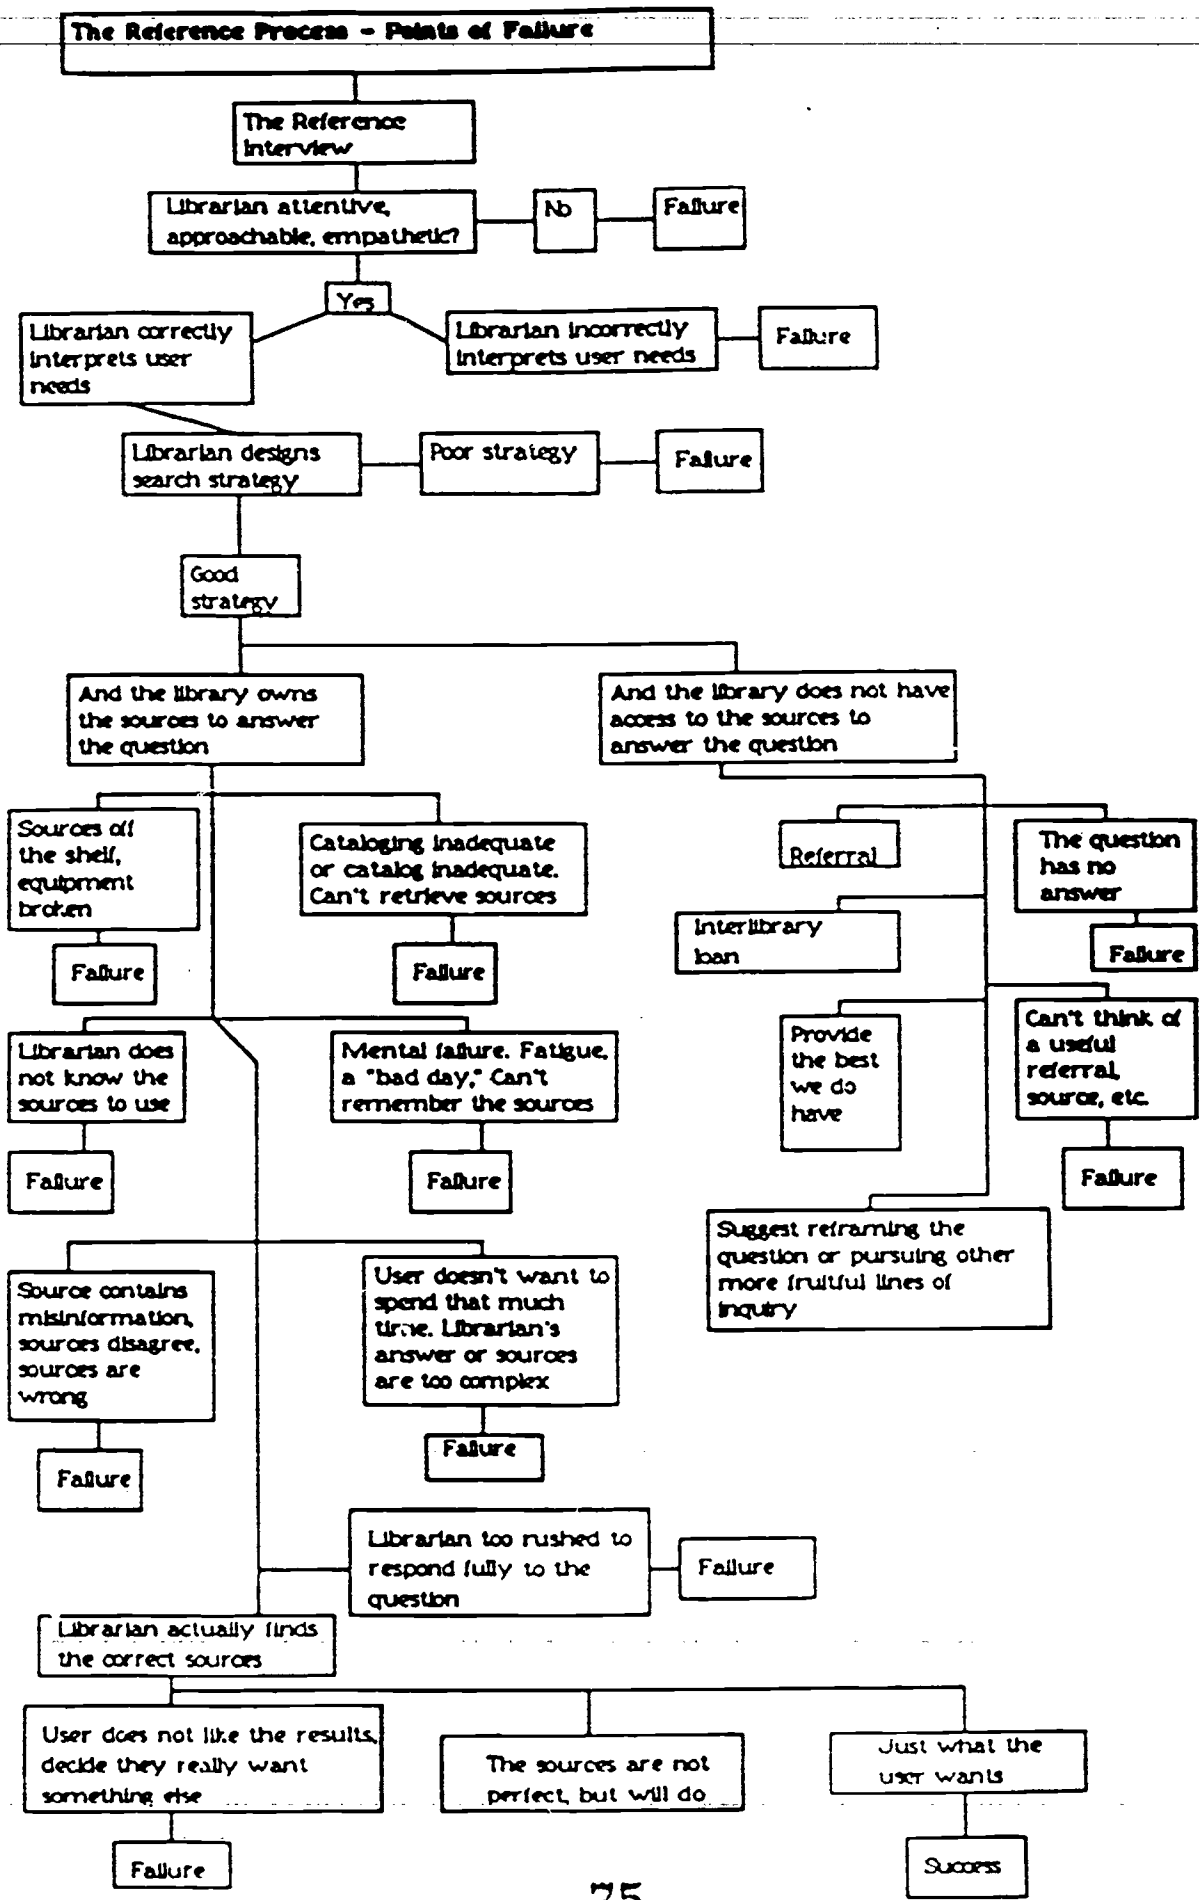 The Reference Process - Points of Failure
The Reference
Interview
Librarian attentive,
approachable, empathetic?
No
Failure
Yes
Librarian correctly
interprets user
needs
Librarian incorrectly
interprets user needs
Failure
Librarian designs
search strategy
Poor strategy
Failure
Good
strategy
And the library owns
the sources to answer
the question
And the library does not have
access to the sources to
answer the question
Sources off
the shelf,
equipment
broken
Failure
Cataloging inadequate
or catalog inadequate.
Can't retrieve sources
Failure
Referral
The question
has no
answer
Failure
Interlibrary
loan
Librarian does
not know the
sources to use
Failure
Mental failure. Fatigue,
a "bad day," Can't
remember the sources
Failure
Provide
the best
we do
have
Can't think of
a useful
referral,
source, etc.
Failure
Suggest reframing the
question or pursuing other
more fruitful lines of
inquiry
Source contains
misinformation,
sources disagree,
sources are
wrong
Failure
User doesn't want to
spend that much
time. Librarian's
answer or sources
are too complex
Failure
Librarian too rushed to
respond fully to the
question
Failure
Librarian actually finds
the correct sources
User does not like the results,
decide they really want
something else
Failure
The sources are not
perfect, but will do
Just what the
user wants
Success
75